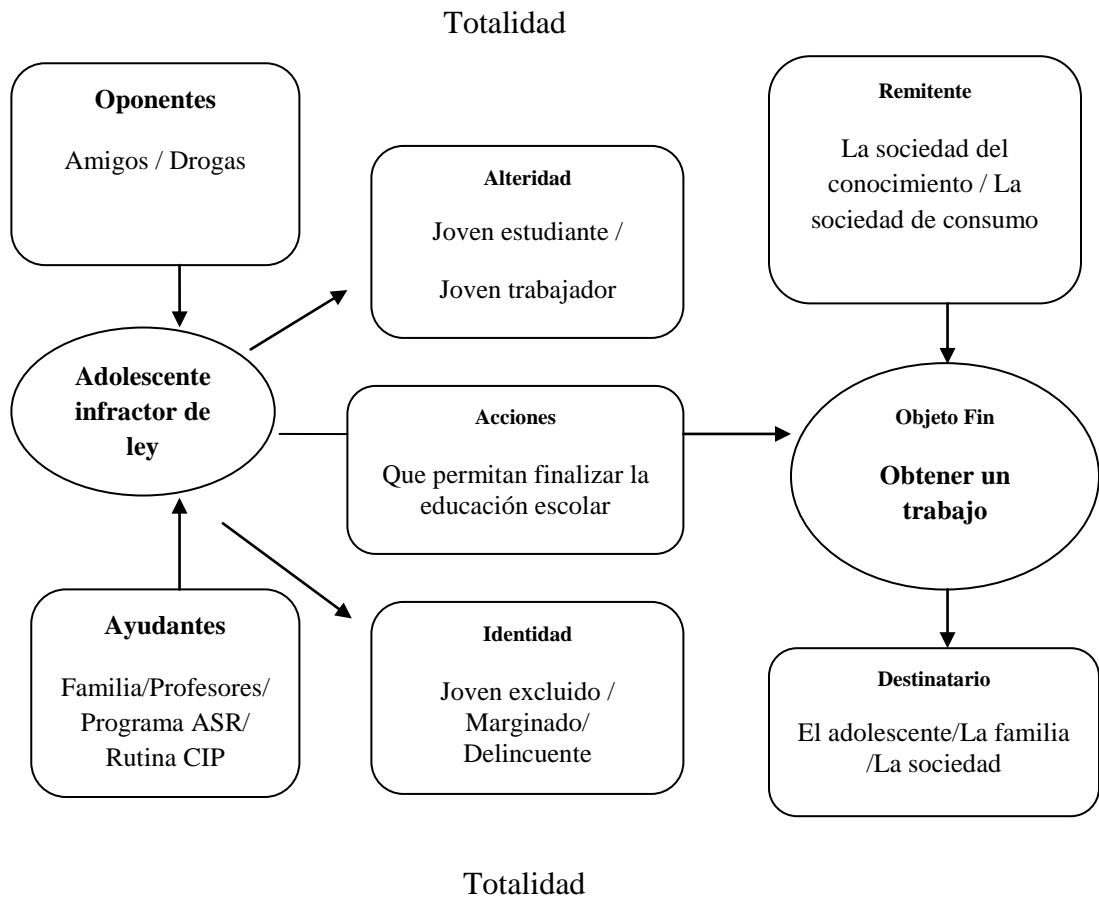 Totalidad
Oponentes
Amigos / Drogas
Remitente
La sociedad del
conocimiento / La
sociedad de consumo
Alteridad
Joven estudiante /
Joven trabajador
Adolescente
infractor de
ley
Acciones
Que permitan finalizar la
educación escolar
Objeto Fin
Obtener un
trabajo
Ayudantes
Familia/Profesores/
Programa ASR/
Rutina CIP
Identidad
Joven excluido /
Marginado/
Delincuente
Destinatario
El adolescente/La familia
/La sociedad
Totalidad